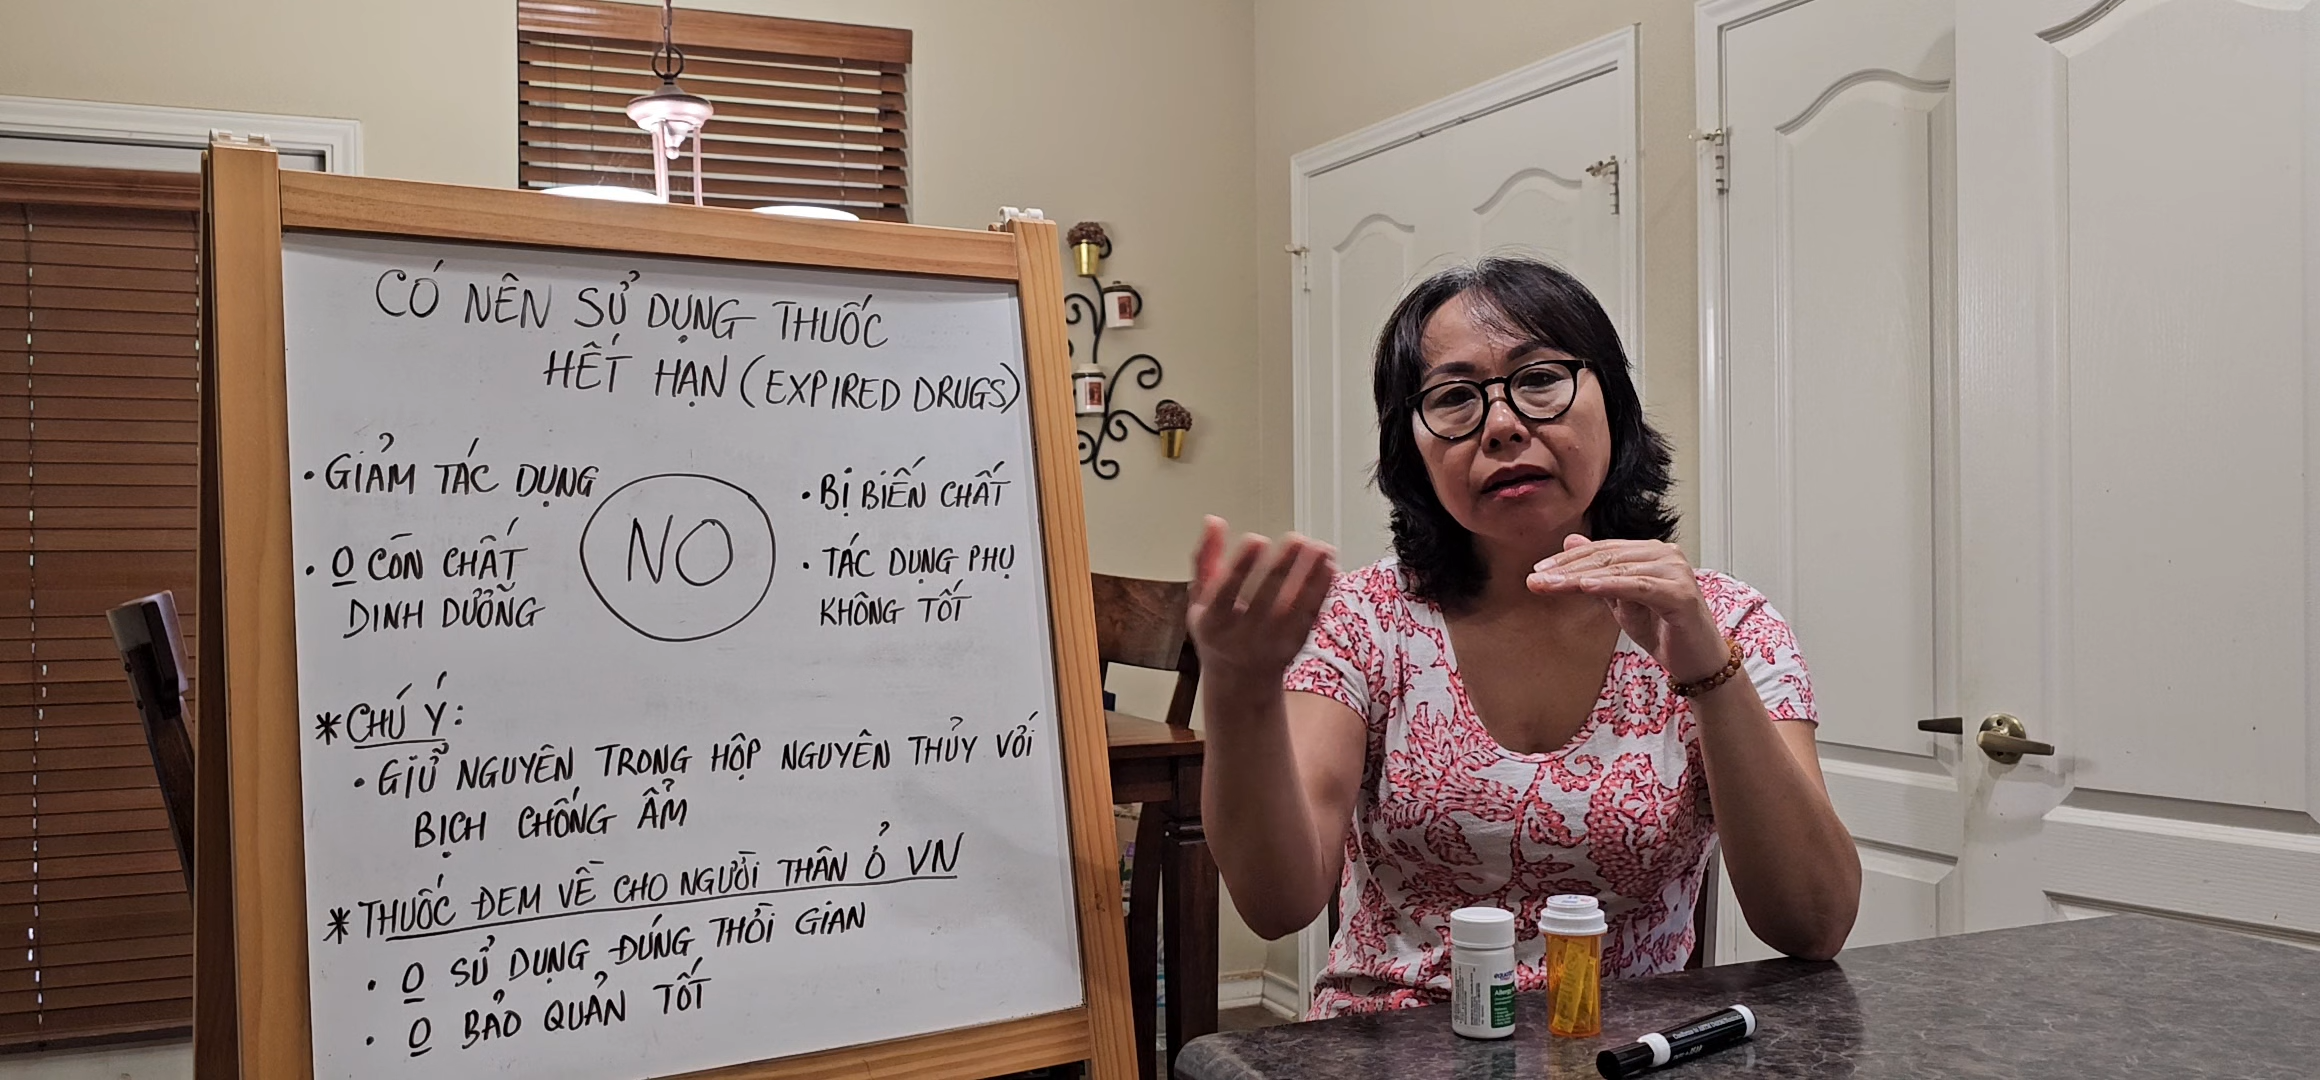 CÓ NÊN SỬ DỤNG THUỐC
HẾT HẠN (EXPIRED DRUGS)
• GIẢM TÁC DỤNG
• O CÒN CHẤT
DINH DƯỠNG
NO
• BỊ BIẾN CHẤT
• TÁC DỤNG PHỤ
KHÔNG TỐT
* CHÚ Ý:
• GIỮ NGUYÊN TRONG HỘP NGUYÊN THỦY VỚI
BỊCH CHỐNG ẨM
* THUỐC ĐEM VỀ CHO NGƯỜI THÂN Ở VN
• O SỬ DỤNG ĐÚNG THỜI GIAN
• O BẢO QUẢN TỐT
equate
Allergy